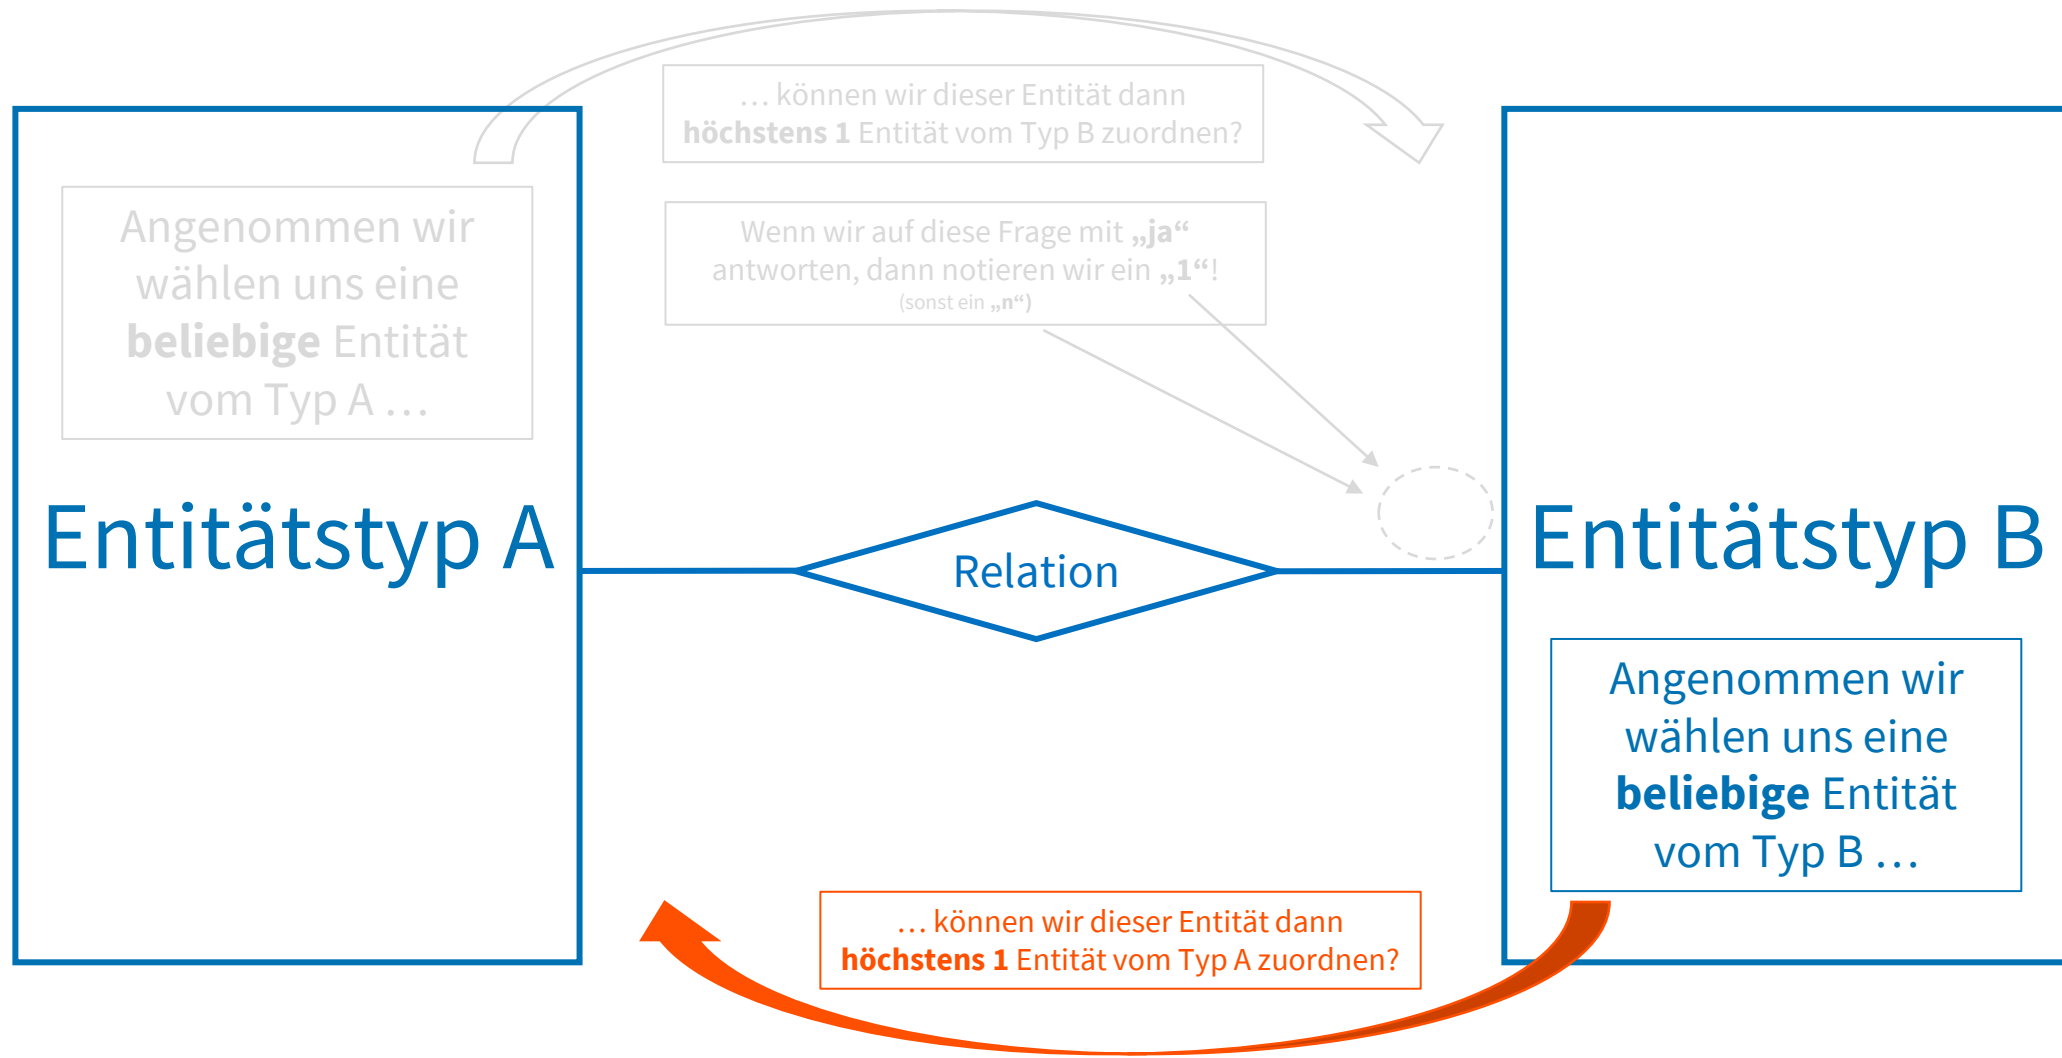 … können wir dieser Entität dann
höchstens 1 Entität vom Typ B zuordnen?
Angenommen wir
wählen uns eine
beliebige Entität
vom Typ A …
Wenn wir auf diese Frage mit „ja“
antworten, dann notieren wir ein „1“!
(sonst ein „n“)
Entitätstyp A
Relation
Entitätstyp B
Angenommen wir
wählen uns eine
beliebige Entität
vom Typ B …
… können wir dieser Entität dann
höchstens 1 Entität vom Typ A zuordnen?